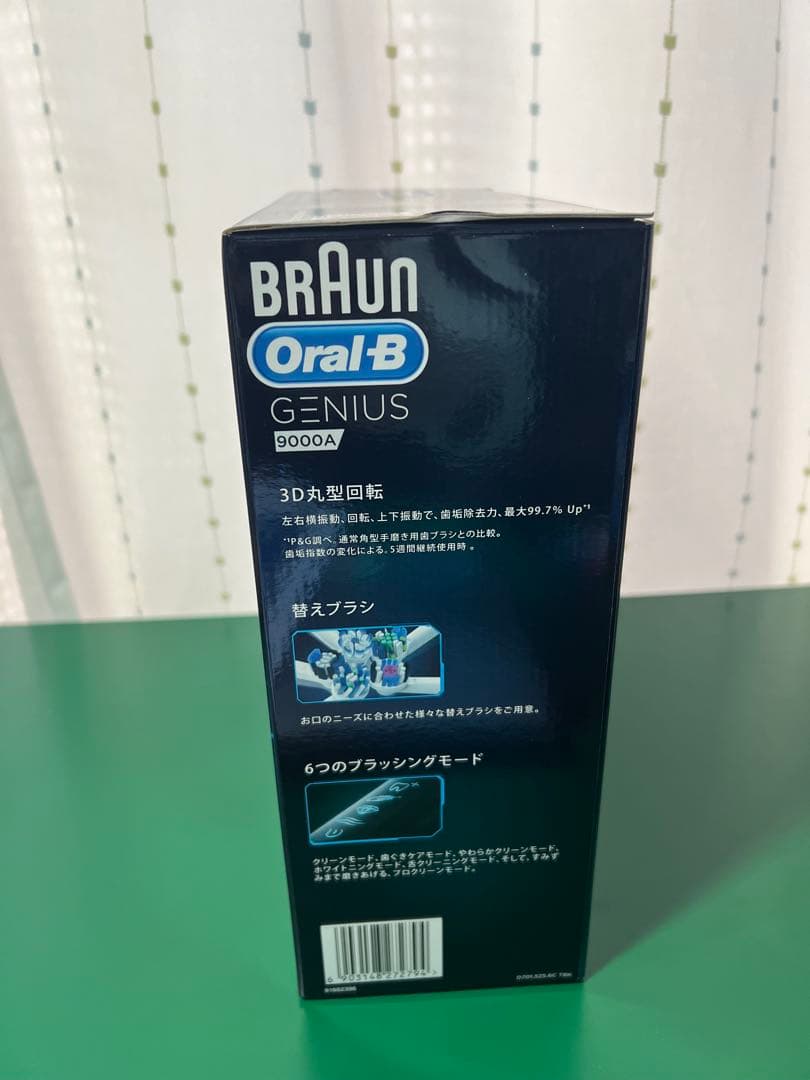 BRAUN
Oral-B
GENIUS
9000A
3D丸型回転
左右横振動、回転、上下振動で、歯垢除去力、最大99.7% Up*1
*1P&G調べ。通常角型手磨き用歯ブラシとの比較。
歯垢指数の変化による。5週間継続使用時。
替えブラシ
お口のニーズに合わせた様々な替えブラシをご用意。
6つのブラッシングモード
クリーンモード、歯ぐきケアモード、やわらかクリーンモード、
ホワイトニングモード、舌クリーニングモード、そして、すみず
みまで磨きあげる、プロクリーンモード。
6 903148 272794
91952396
D701.525.6C